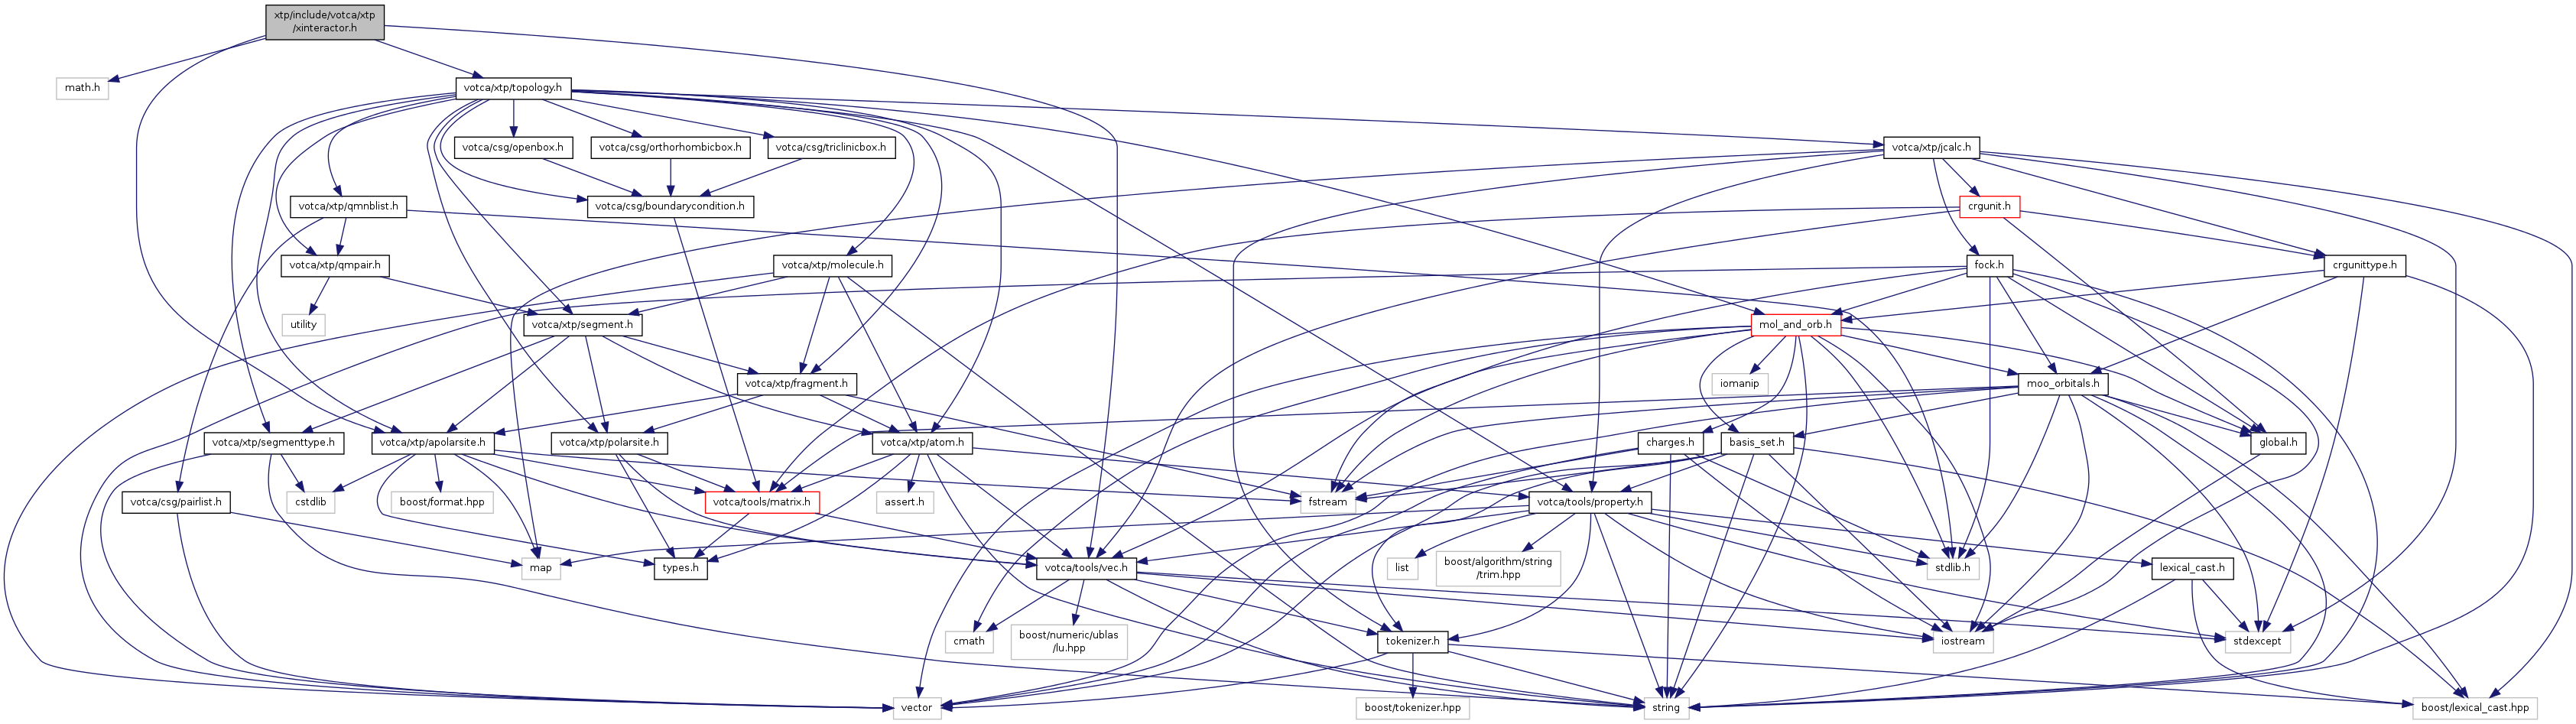 xtp/include/votca/xtp
/xinteractor.h
math.h
votca/xtp/topology.h
votca/csg/openbox.h
votca/csg/orthorhombicbox.h
votca/csg/triclinicbox.h
votca/xtp/jcalc.h
votca/xtp/qmnblist.h
votca/csg/boundarycondition.h
crgunit.h
votca/xtp/qmpair.h
votca/xtp/molecule.h
fock.h
crgunittype.h
utility
votca/xtp/segment.h
mol_and_orb.h
votca/xtp/fragment.h
iomanip
moo_orbitals.h
votca/xtp/segmenttype.h
votca/xtp/apolarsite.h
votca/xtp/polarsite.h
votca/xtp/atom.h
charges.h
basis_set.h
global.h
votca/csg/pairlist.h
cstdlib
boost/format.hpp
votca/tools/matrix.h
assert.h
fstream
votca/tools/property.h
map
types.h
votca/tools/vec.h
list
boost/algorithm/string
/trim.hpp
stdlib.h
lexical_cast.h
cmath
boost/numeric/ublas
/lu.hpp
tokenizer.h
iostream
stdexcept
vector
boost/tokenizer.hpp
string
boost/lexical_cast.hpp